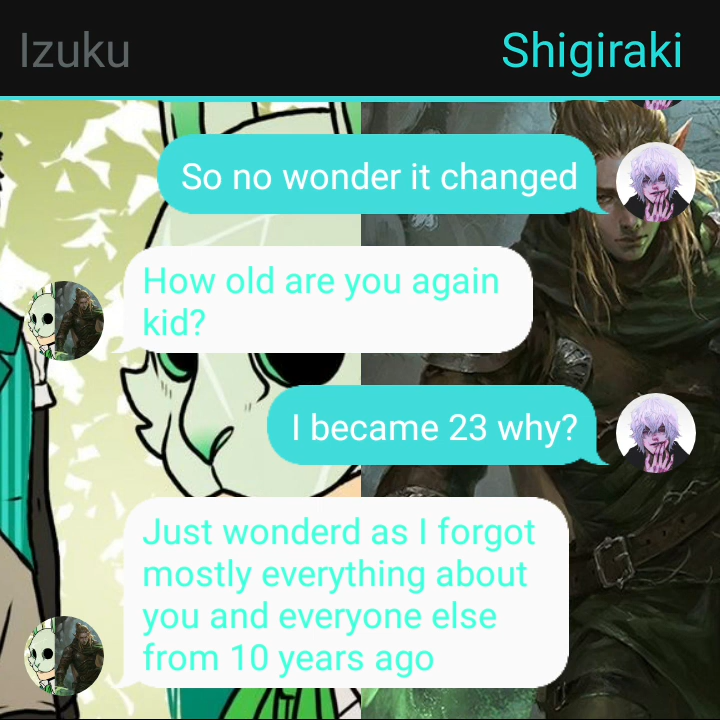 Izuku
Shigiraki
So no wonder it changed
How old are you again
kid?
I became 23 why?
Just wonderd as I forgot
mostly everything about
you and everyone else
from 10 years ago